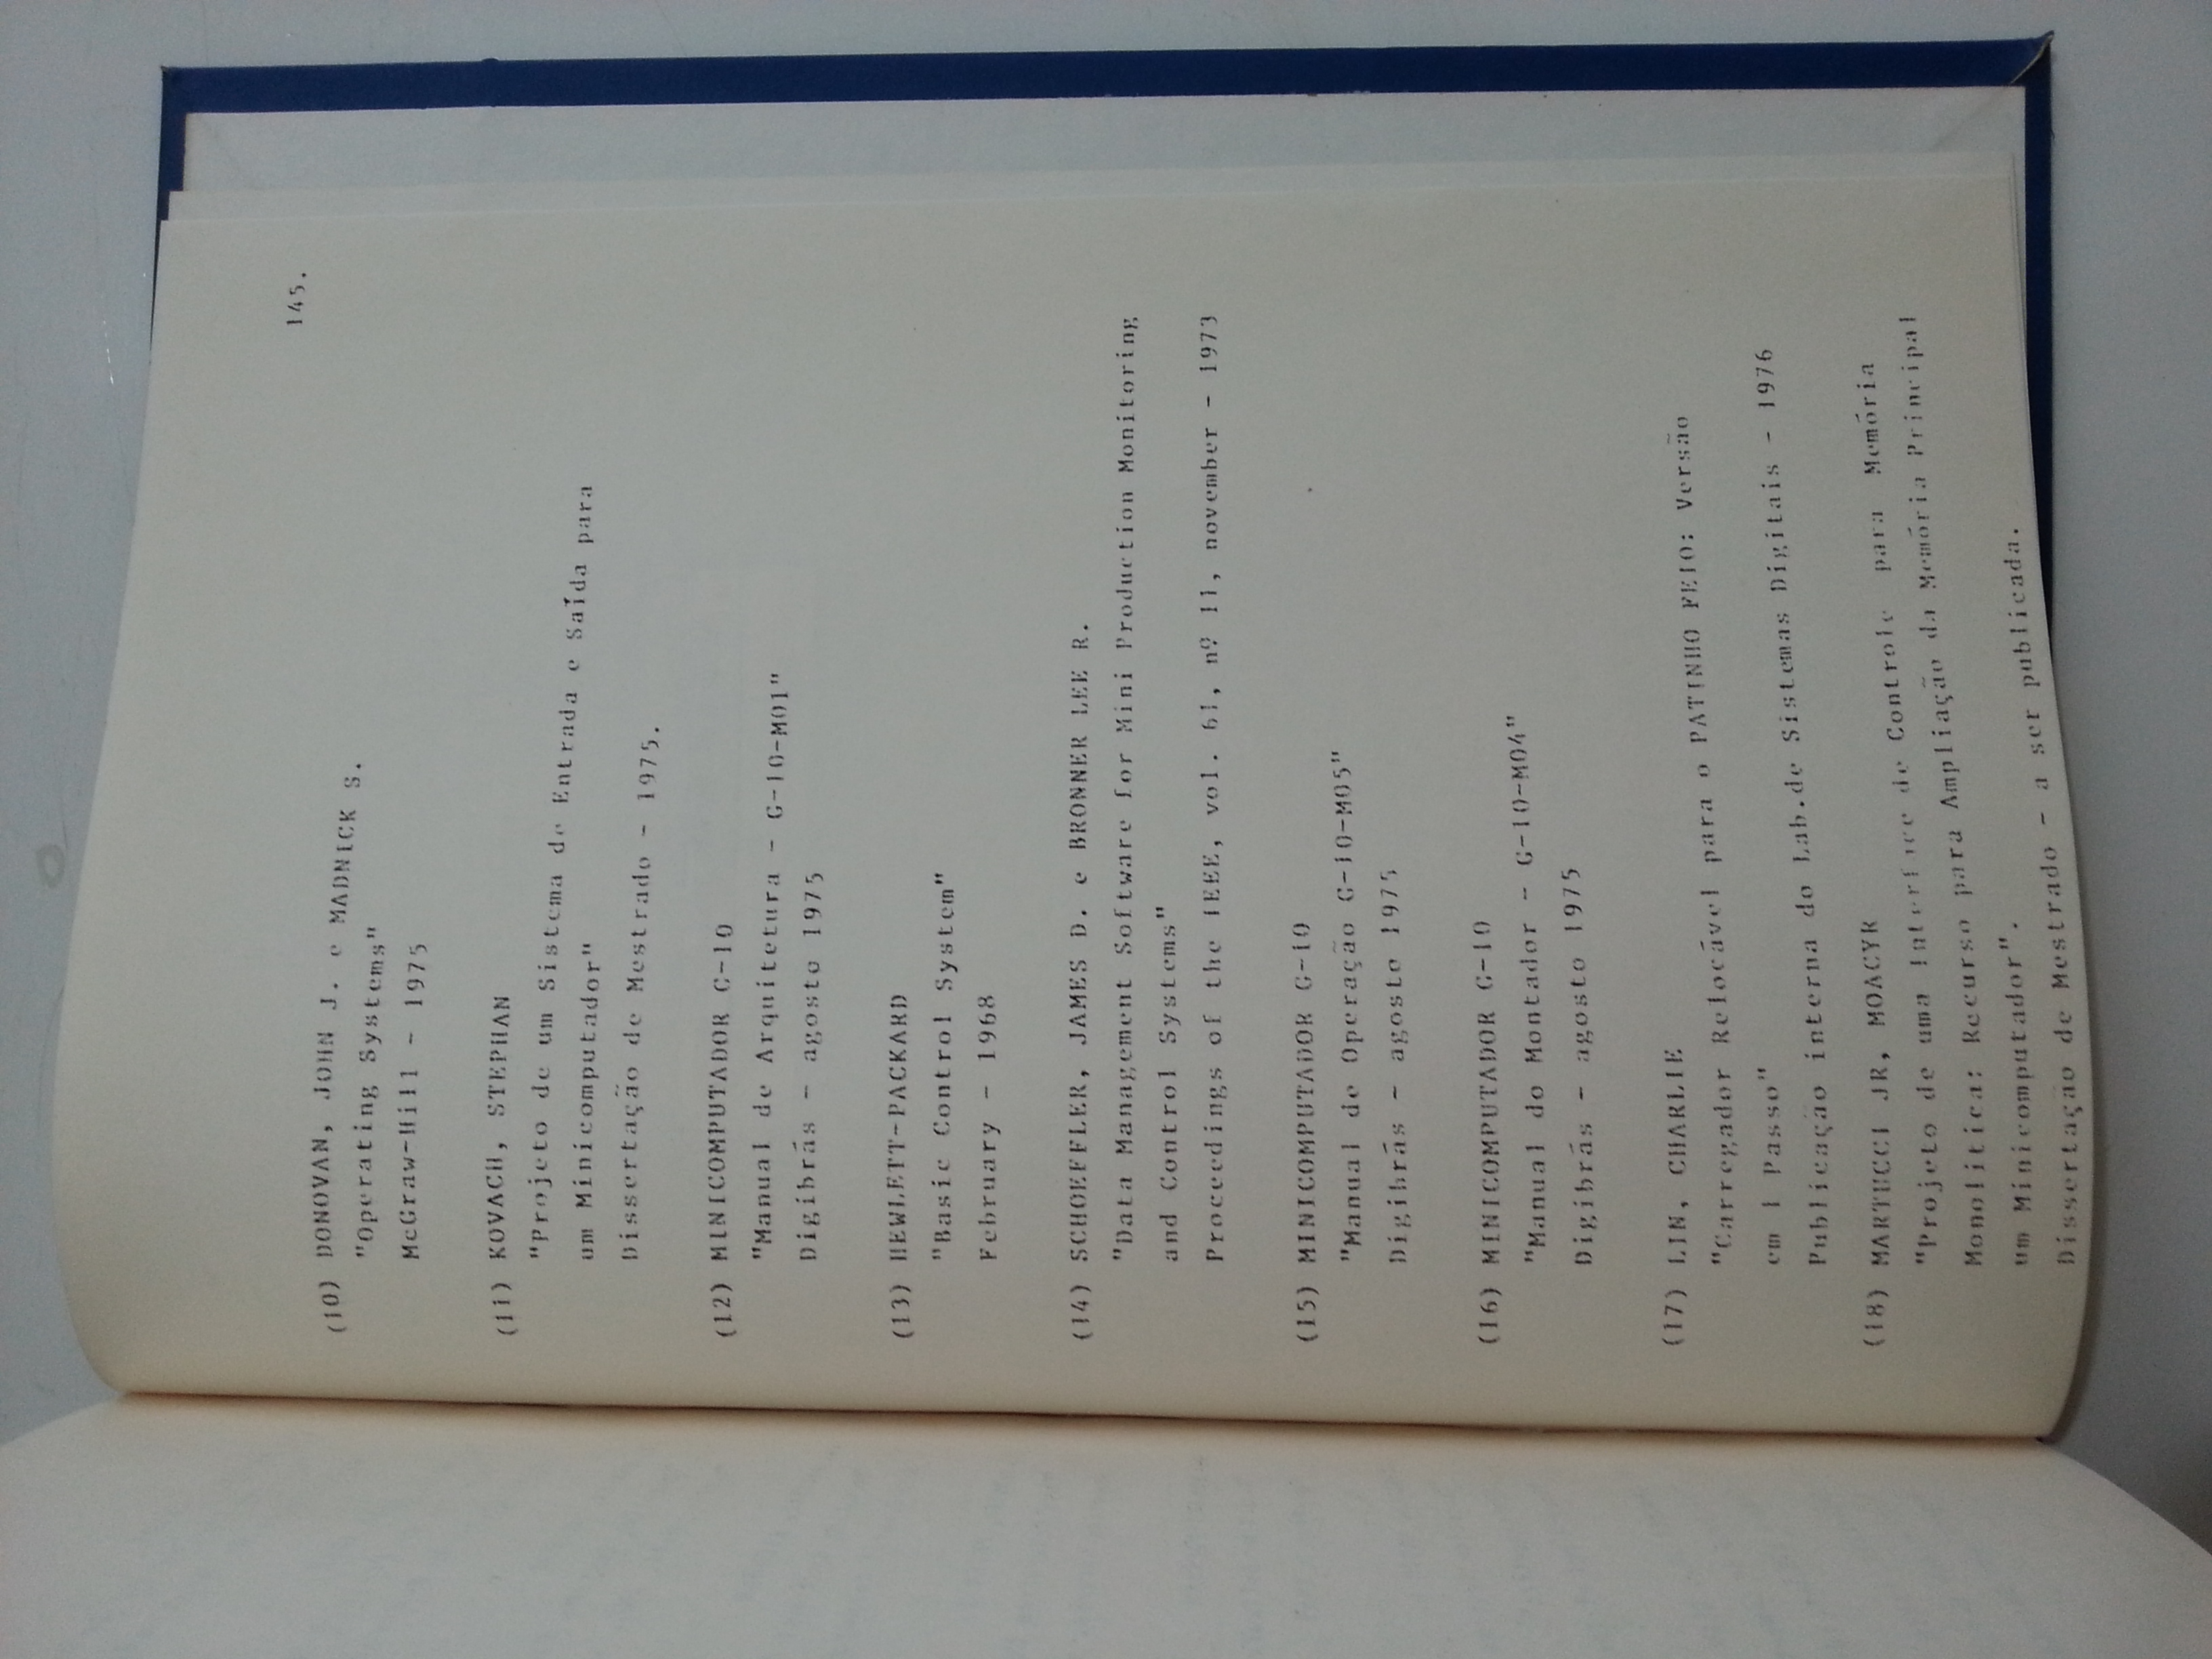 145.
(10) DONOVAN, JOHN J. e MADNICK S.
"Operating Systems"
McGraw-Hill - 1975
(11) KOVACH, STEPHAN
"Projeto de um Sistema de Entrada e Saída para
um Minicomputador"
Dissertação de Mestrado - 1975.
(12) MINICOMPUTADOR G-10
"Manual de Arquitetura - G-10-M01"
Digibrás - agosto 1975
(13) HEWLETT-PACKARD
"Basic Control System"
February - 1968
(14) SCHOEFFLER, JAMES D. e BRONNER LEE R.
"Data Management Software for Mini Production Monitoring
and Control Systems"
Proceedings of the IEEE, vol. 61, nº 11, november - 1973
(15) MINICOMPUTADOR G-10
"Manual de Operação G-10-M05"
Digibrás - agosto 1975
(16) MINICOMPUTADOR G-10
"Manual do Montador - G-10-M04"
Digibrás - agosto 1975
(17) LIN, CHARLIE
"Carregador Relocável para o PATINHO FEIO: Versão
em 1 Passo"
Publicação interna do Lab.de Sistemas Digitais - 1976
(18) MARTUCCI JR, MOACYR
"Projeto de uma Interface de Controle para Memória
Monolítica: Recurso para Ampliação da Memória Principal
um Minicomputador".
Dissertação de Mestrado - a ser publicada.